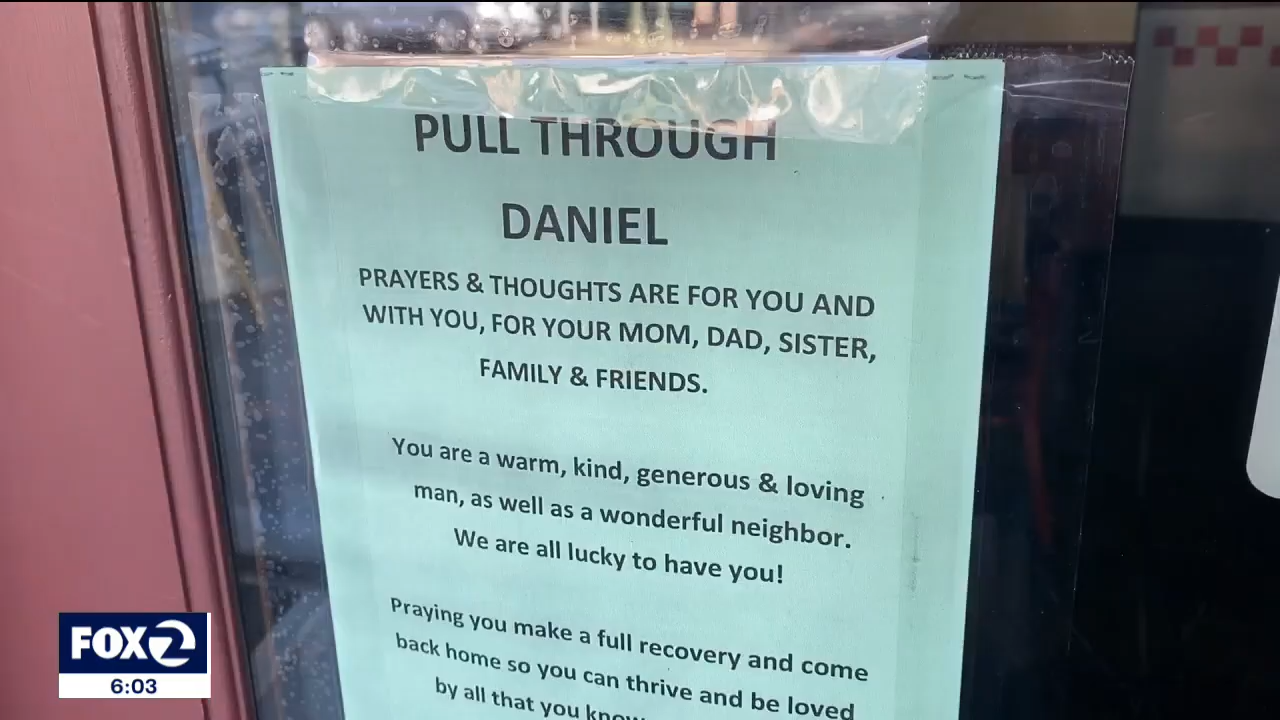 PULL THROUGH
DANIEL
PRAYERS & THOUGHTS ARE FOR YOU AND
WITH YOU, FOR YOUR MOM, DAD, SISTER,
FAMILY & FRIENDS.
You are a warm, kind, generous & loving
man, as well as a wonderful neighbor.
We are all lucky to have you!
Praying you make a full recovery and come
back home so you can thrive and be loved
by all that you know
FOX 2
6:03